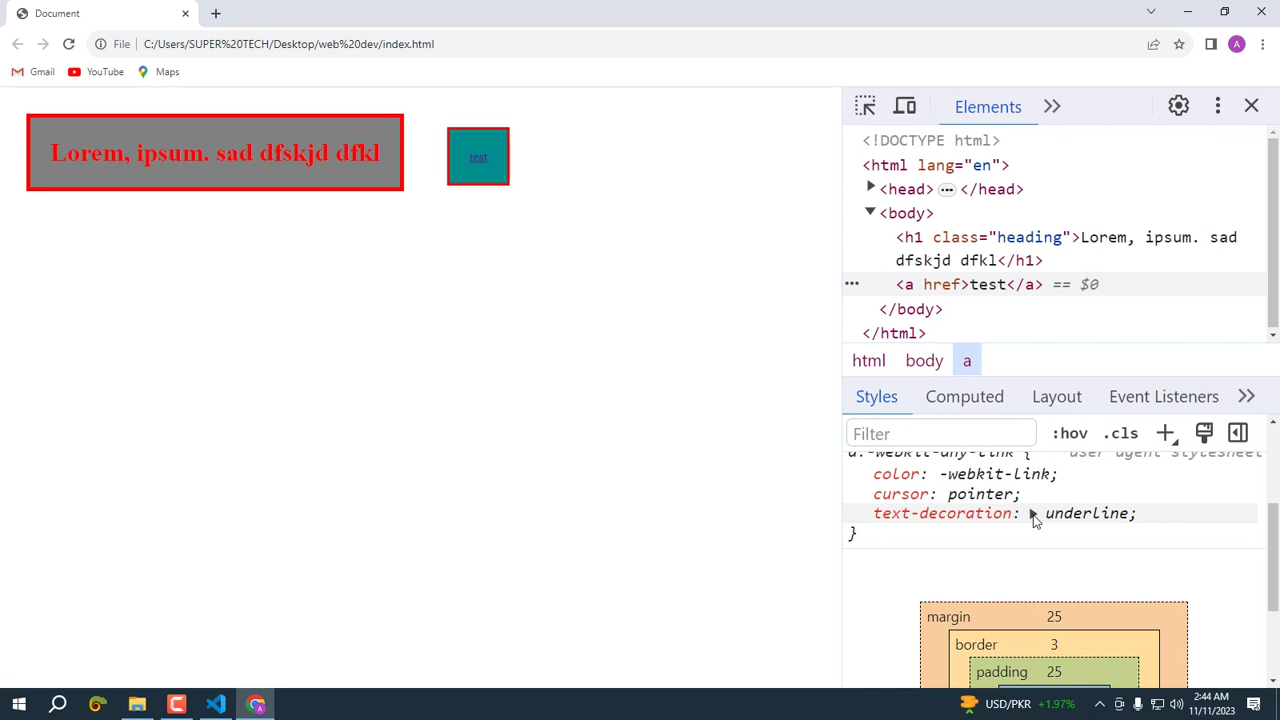 Document
File C:/Users/SUPER%20TECH/Desktop/web%20dev/index.html
A
Gmail YouTube Maps
Lorem, ipsum. sad dfskjd dfkl
test
Elements
<!DOCTYPE html>
<html lang="en">
<head> ••• </head>
<body>
<h1 class="heading">Lorem, ipsum. sad
dfskjd dfkl</h1>
••• <a href>test</a> == $0
</body>
</html>
html body a
Styles Computed Layout Event Listeners
Filter :hov .cls
a:-webkit-any-link { user agent stylesheet
color: -webkit-link;
cursor: pointer;
text-decoration: underline;
}
margin 25
border 3
padding 25
USD/PKR +1.97% 2:44 AM
11/11/2023